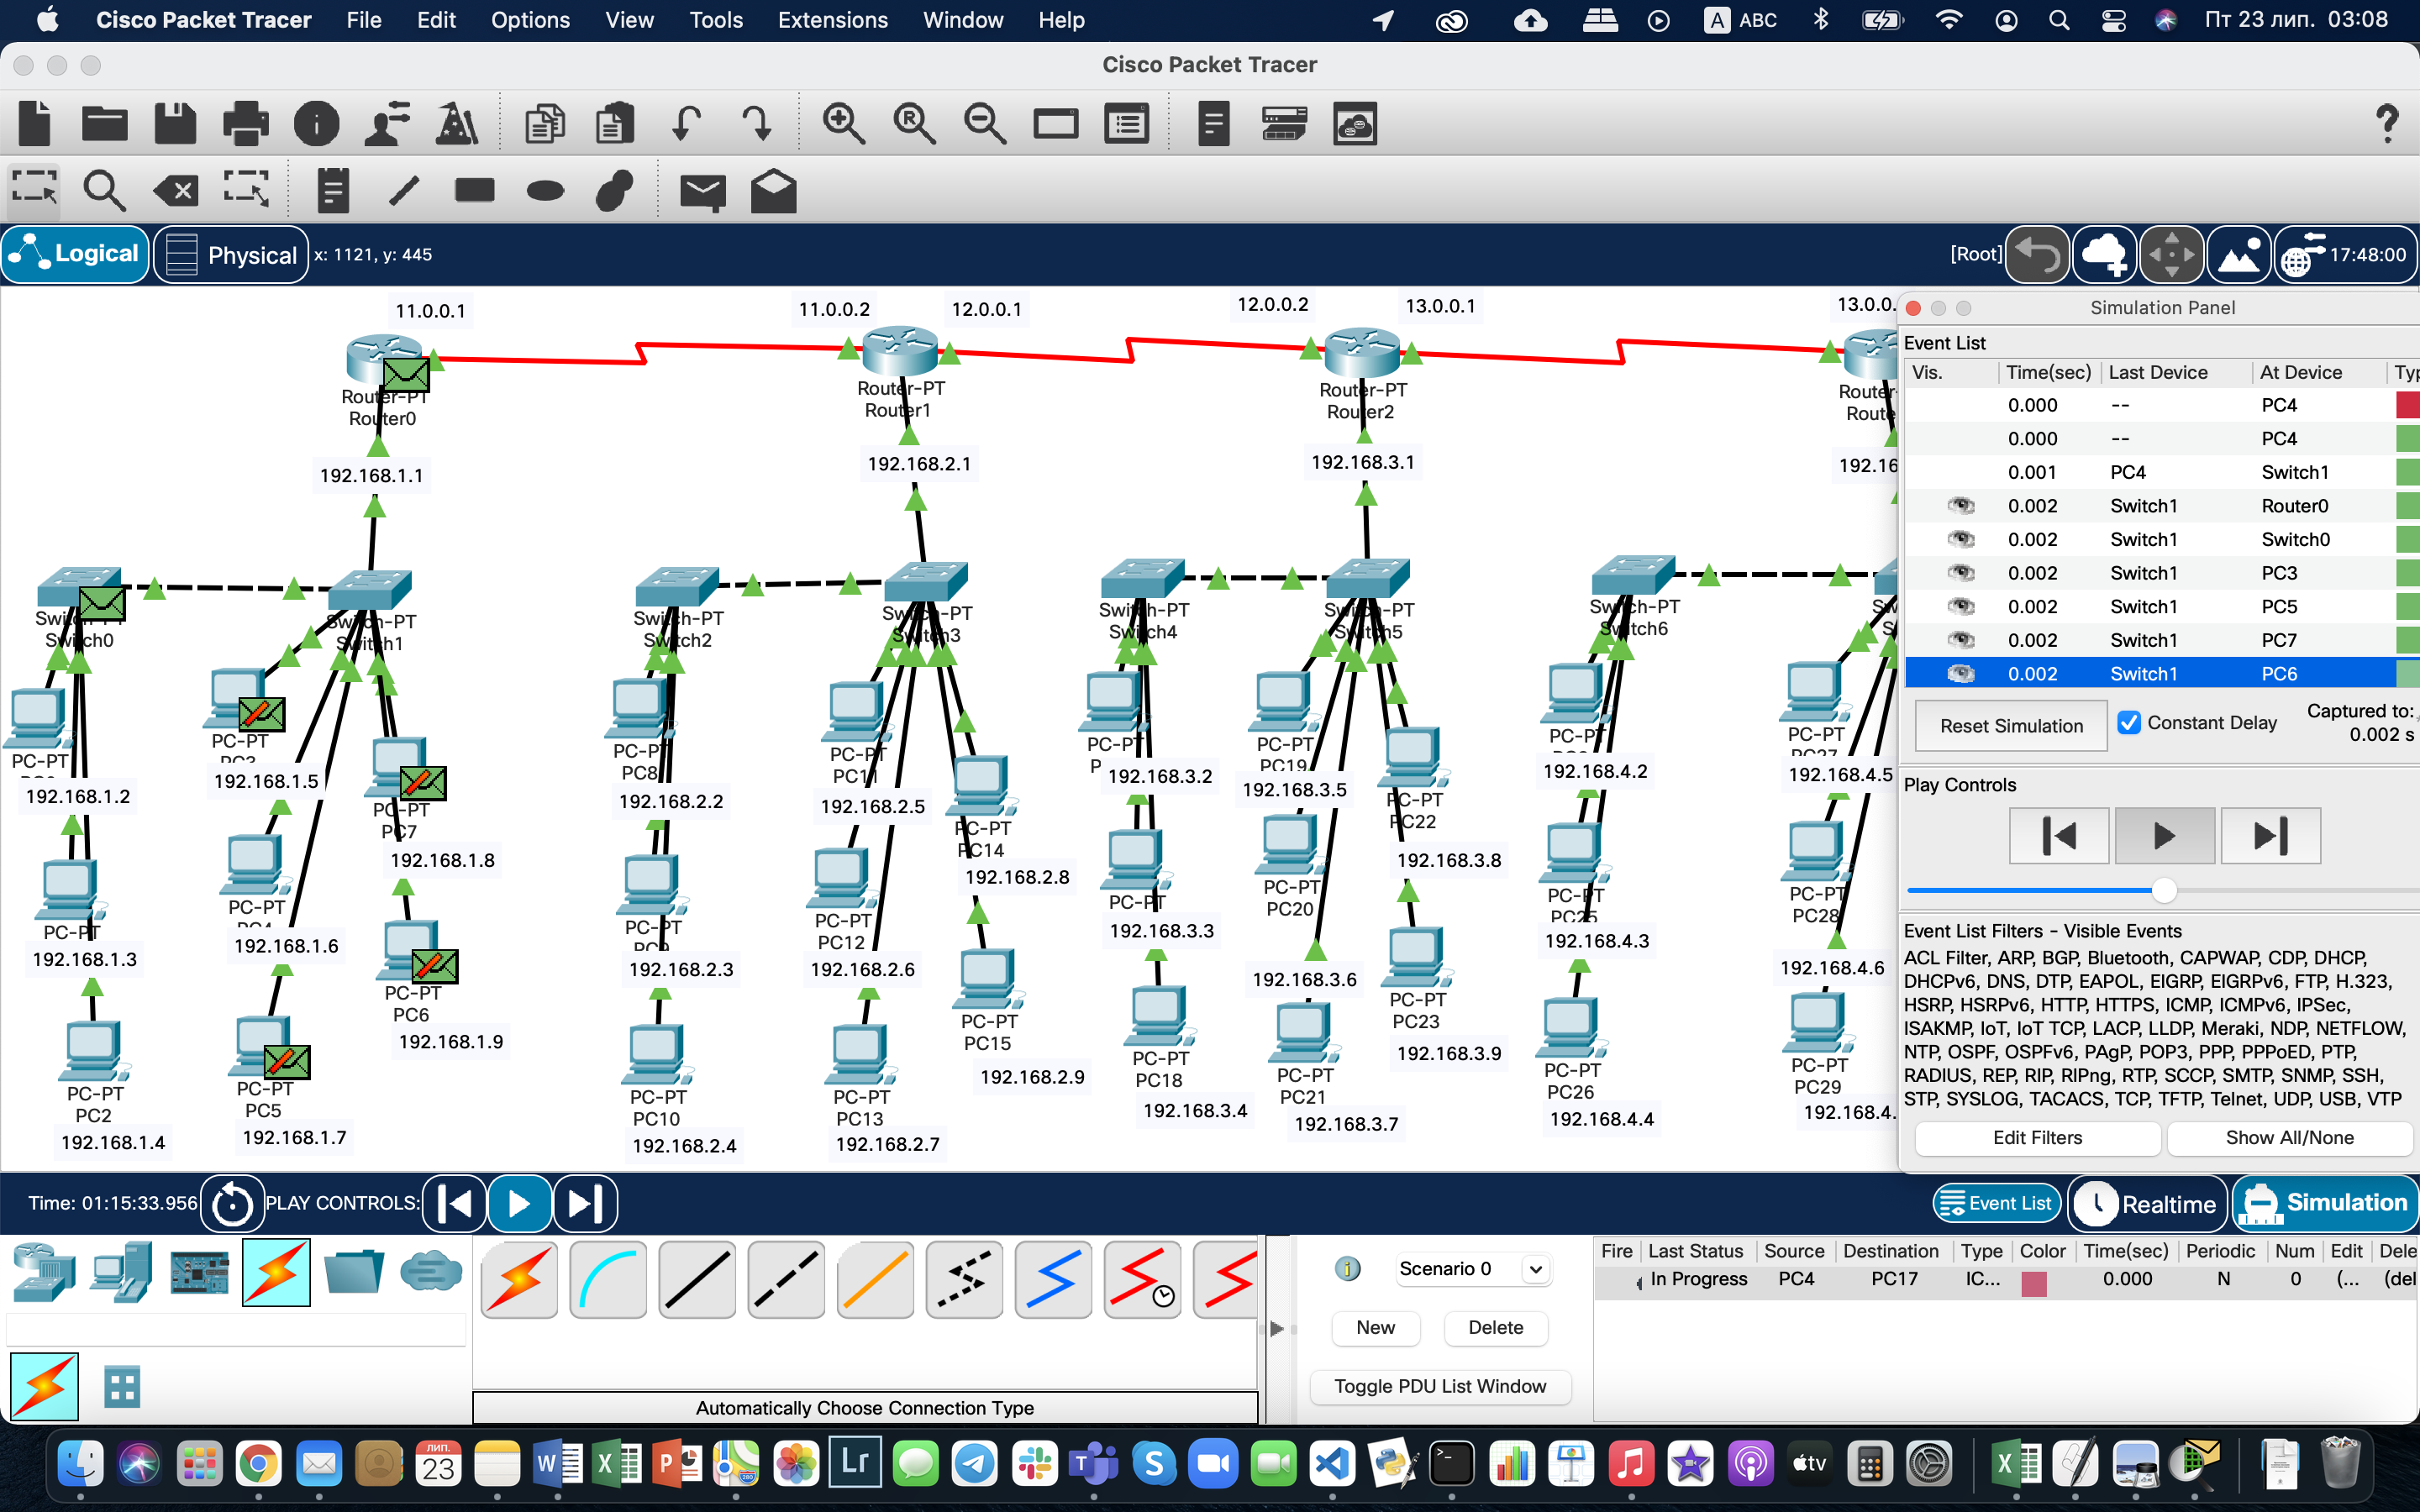 Cisco Packet Tracer File Edit Options View Tools Extensions Window Help A ABC Пт 23 лип. 03:08
Cisco Packet Tracer
Logical Physical x: 1121, y: 445 [Root] 17:48:00
11.0.0.1 11.0.0.2 12.0.0.1 12.0.0.2 13.0.0.1 13.0.0.
Router-PT Router-PT Router-PT Router
Router0 Router1 Router2 Route
192.168.1.1 192.168.2.1 192.168.3.1 192.16
Switch-PT Switch-PT Switch-PT Switch-PT Switch-PT Switch-PT Sw
Switch0 Switch1 Switch2 Switch3 Switch4 Switch5 Switch6 S
PC-PT
PC-PT
192.168.1.2
PC-PT
PC3
192.168.1.5
PC-PT
PC7
192.168.1.8
PC-PT
PC8
192.168.2.2
PC-PT
PC11
192.168.2.5
PC-PT
PC14
192.168.2.8
PC-PT
192.168.3.2
PC-PT
PC19
192.168.3.5
PC-PT
PC22
192.168.3.8
PC-PT
192.168.4.2
PC-PT
PC27
192.168.4.5
PC-PT
192.168.1.3
PC-PT
PC4
192.168.1.6
PC-PT
PC6
192.168.1.9
PC-PT
PC9
192.168.2.3
PC-PT
PC12
192.168.2.6
PC-PT
PC15
192.168.2.9
PC-PT
192.168.3.3
PC-PT
PC20
192.168.3.6
PC-PT
PC23
192.168.3.9
PC-PT
PC25
192.168.4.3
PC-PT
PC28
192.168.4.6
PC-PT
PC2
192.168.1.4
PC-PT
PC5
192.168.1.7
PC-PT
PC10
192.168.2.4
PC-PT
PC13
192.168.2.7
PC-PT
PC18
192.168.3.4
PC-PT
PC21
192.168.3.7
PC-PT
PC26
192.168.4.4
PC-PT
PC29
192.168.4.
Simulation Panel
Event List
Vis. Time(sec) Last Device At Device Typ
0.000 -- PC4
0.000 -- PC4
0.001 PC4 Switch1
0.002 Switch1 Router0
0.002 Switch1 Switch0
0.002 Switch1 PC3
0.002 Switch1 PC5
0.002 Switch1 PC7
0.002 Switch1 PC6
Reset Simulation Constant Delay Captured to:
0.002 s
Play Controls
Event List Filters - Visible Events
ACL Filter, ARP, BGP, Bluetooth, CAPWAP, CDP, DHCP,
DHCPv6, DNS, DTP, EAPOL, EIGRP, EIGRPv6, FTP, H.323,
HSRP, HSRPv6, HTTP, HTTPS, ICMP, ICMPv6, IPSec,
ISAKMP, IoT, IoT TCP, LACP, LLDP, Meraki, NDP, NETFLOW,
NTP, OSPF, OSPFv6, PAgP, POP3, PPP, PPPoED, PTP,
RADIUS, REP, RIP, RIPng, RTP, SCCP, SMTP, SNMP, SSH,
STP, SYSLOG, TACACS, TCP, TFTP, Telnet, UDP, USB, VTP
Edit Filters Show All/None
Time: 01:15:33.956 PLAY CONTROLS: Event List Realtime Simulation
Scenario 0
New Delete
Toggle PDU List Window
Fire Last Status Source Destination Type Color Time(sec) Periodic Num Edit Dele
In Progress PC4 PC17 IC... 0.000 N 0 (... (del
Automatically Choose Connection Type
ЛИП.
23
W X P Lr T S tv X